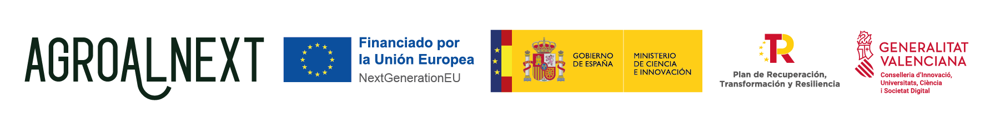 AGROALNEXT
Financiado por
la Unión Europea
NextGenerationEU
GOBIERNO
DE ESPAÑA
MINISTERIO
DE CIENCIA
E INNOVACIÓN
TR
Plan de Recuperación,
Transformación y Resiliencia
GENERALITAT
VALENCIANA
Conselleria d'Innovació,
Universitats, Ciència
i Societat Digital